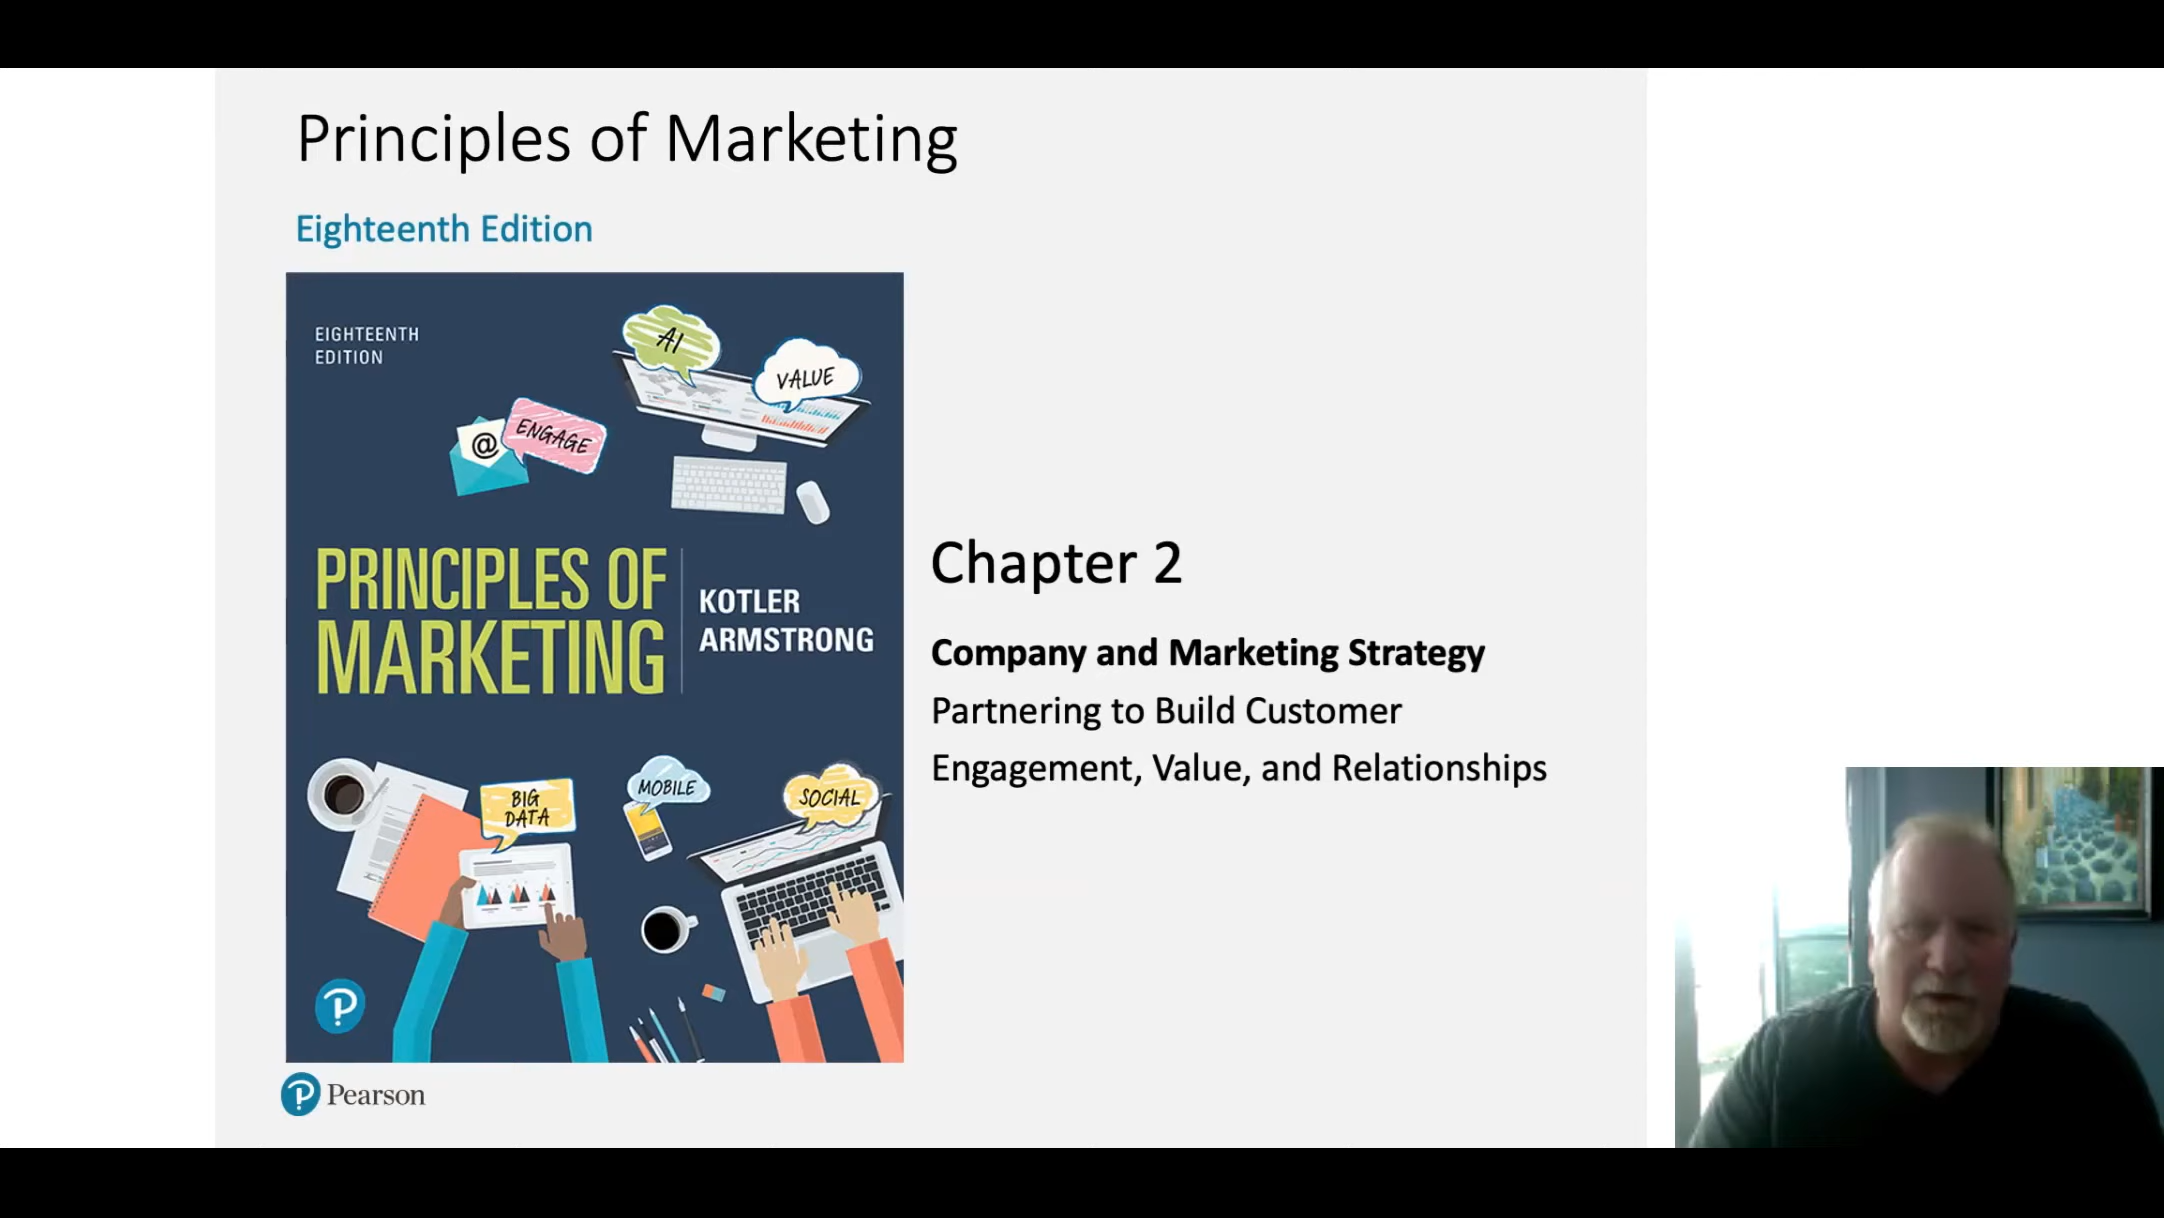 Principles of Marketing
Eighteenth Edition
EIGHTEENTH
EDITION
AI
VALUE
@
ENGAGE
PRINCIPLES OF
MARKETING
KOTLER
ARMSTRONG
BIG
DATA
MOBILE
SOCIAL
P
P Pearson
Chapter 2
Company and Marketing Strategy
Partnering to Build Customer
Engagement, Value, and Relationships